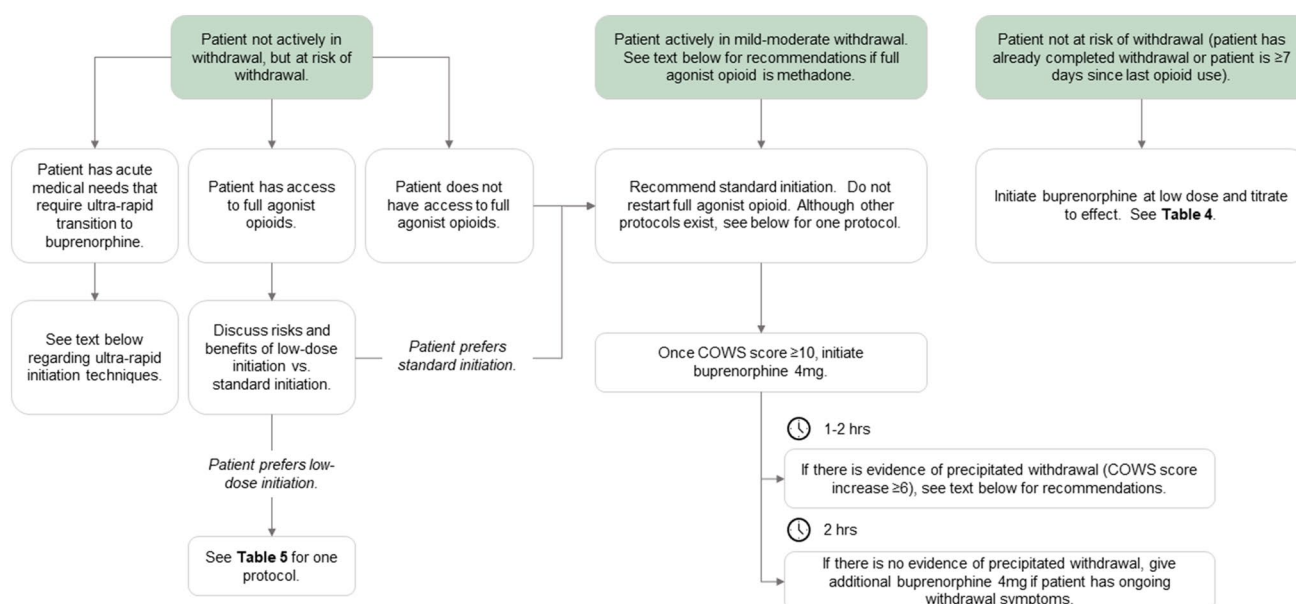 Patient not actively in
withdrawal, but at risk of
withdrawal.
Patient actively in mild-moderate withdrawal.
See text below for recommendations if full
agonist opioid is methadone.
Patient not at risk of withdrawal (patient has
already completed withdrawal or patient is ≥7
days since last opioid use).
Patient has acute
medical needs that
require ultra-rapid
transition to
buprenorphine.
Patient has access
to full agonist
opioids.
Patient does not
have access to full
agonist opioids.
Recommend standard initiation. Do not
restart full agonist opioid. Although other
protocols exist, see below for one protocol.
Initiate buprenorphine at low dose and titrate
to effect. See Table 4.
See text below
regarding ultra-rapid
initiation techniques.
Discuss risks and
benefits of low-dose
initiation vs.
standard initiation.
Patient prefers
standard initiation.
Once COWS score ≥10, initiate
buprenorphine 4mg.
1-2 hrs
If there is evidence of precipitated withdrawal (COWS score
increase ≥6), see text below for recommendations.
Patient prefers low-
dose initiation.
2 hrs
See Table 5 for one
protocol.
If there is no evidence of precipitated withdrawal, give
additional buprenorphine 4mg if patient has ongoing
withdrawal symptoms.